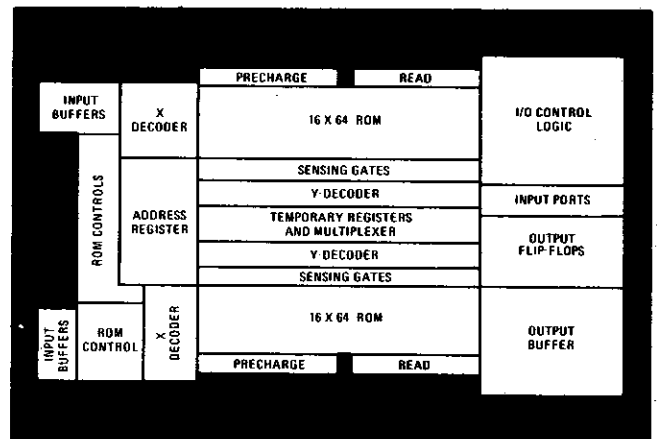 PRECHARGE
READ
INPUT
BUFFERS
X
DECODER
16 X 64 ROM
I/O CONTROL
LOGIC
SENSING GATES
Y-DECODER
INPUT PORTS
ROM CONTROLS
ADDRESS
REGISTER
TEMPORARY REGISTERS
AND MULTIPLEXER
OUTPUT
FLIP-FLOPS
Y-DECODER
SENSING GATES
INPUT
BUFFERS
ROM
CONTROL
X
DECODER
16 X 64 ROM
OUTPUT
BUFFER
PRECHARGE
READ